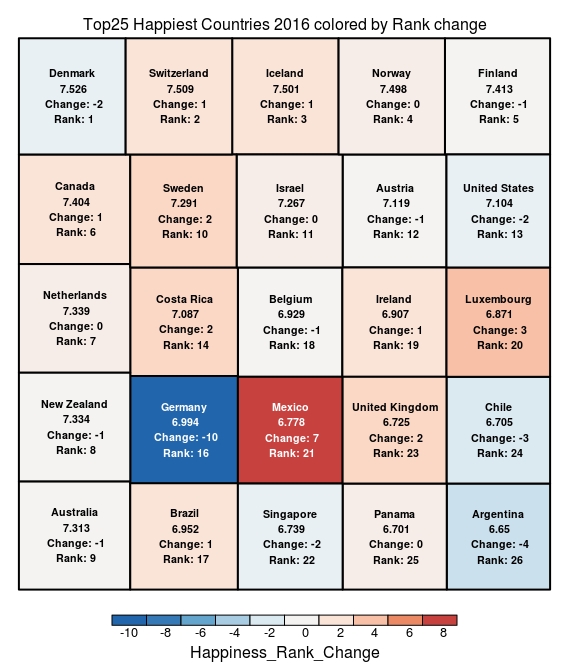 Top25 Happiest Countries 2016 colored by Rank change
Denmark
7.526
Change: -2
Rank: 1
Switzerland
7.509
Change: 1
Rank: 2
Iceland
7.501
Change: 1
Rank: 3
Norway
7.498
Change: 0
Rank: 4
Finland
7.413
Change: -1
Rank: 5
Canada
7.404
Change: 1
Rank: 6
Sweden
7.291
Change: 2
Rank: 10
Israel
7.267
Change: 0
Rank: 11
Austria
7.119
Change: -1
Rank: 12
United States
7.104
Change: -2
Rank: 13
Netherlands
7.339
Change: 0
Rank: 7
Costa Rica
7.087
Change: 2
Rank: 14
Belgium
6.929
Change: -1
Rank: 18
Ireland
6.907
Change: 1
Rank: 19
Luxembourg
6.871
Change: 3
Rank: 20
New Zealand
7.334
Change: -1
Rank: 8
Germany
6.994
Change: -10
Rank: 16
Mexico
6.778
Change: 7
Rank: 21
United Kingdom
6.725
Change: 2
Rank: 23
Chile
6.705
Change: -3
Rank: 24
Australia
7.313
Change: -1
Rank: 9
Brazil
6.952
Change: 1
Rank: 17
Singapore
6.739
Change: -2
Rank: 22
Panama
6.701
Change: 0
Rank: 25
Argentina
6.65
Change: -4
Rank: 26
-10 -8 -6 -4 -2 0 2 4 6 8
Happiness_Rank_Change